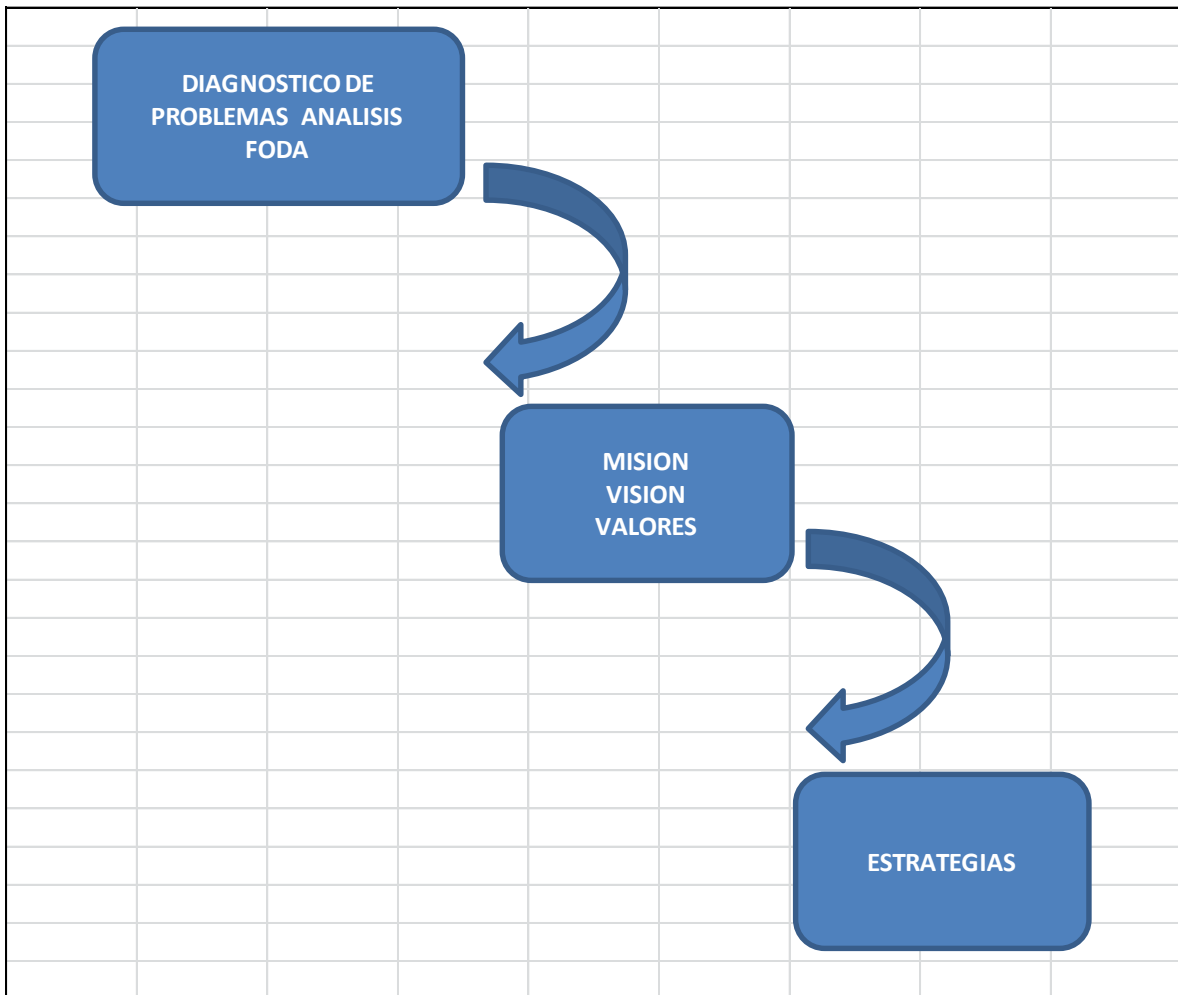 DIAGNOSTICO DE
PROBLEMAS ANALISIS
FODA
MISION
VISION
VALORES
ESTRATEGIAS